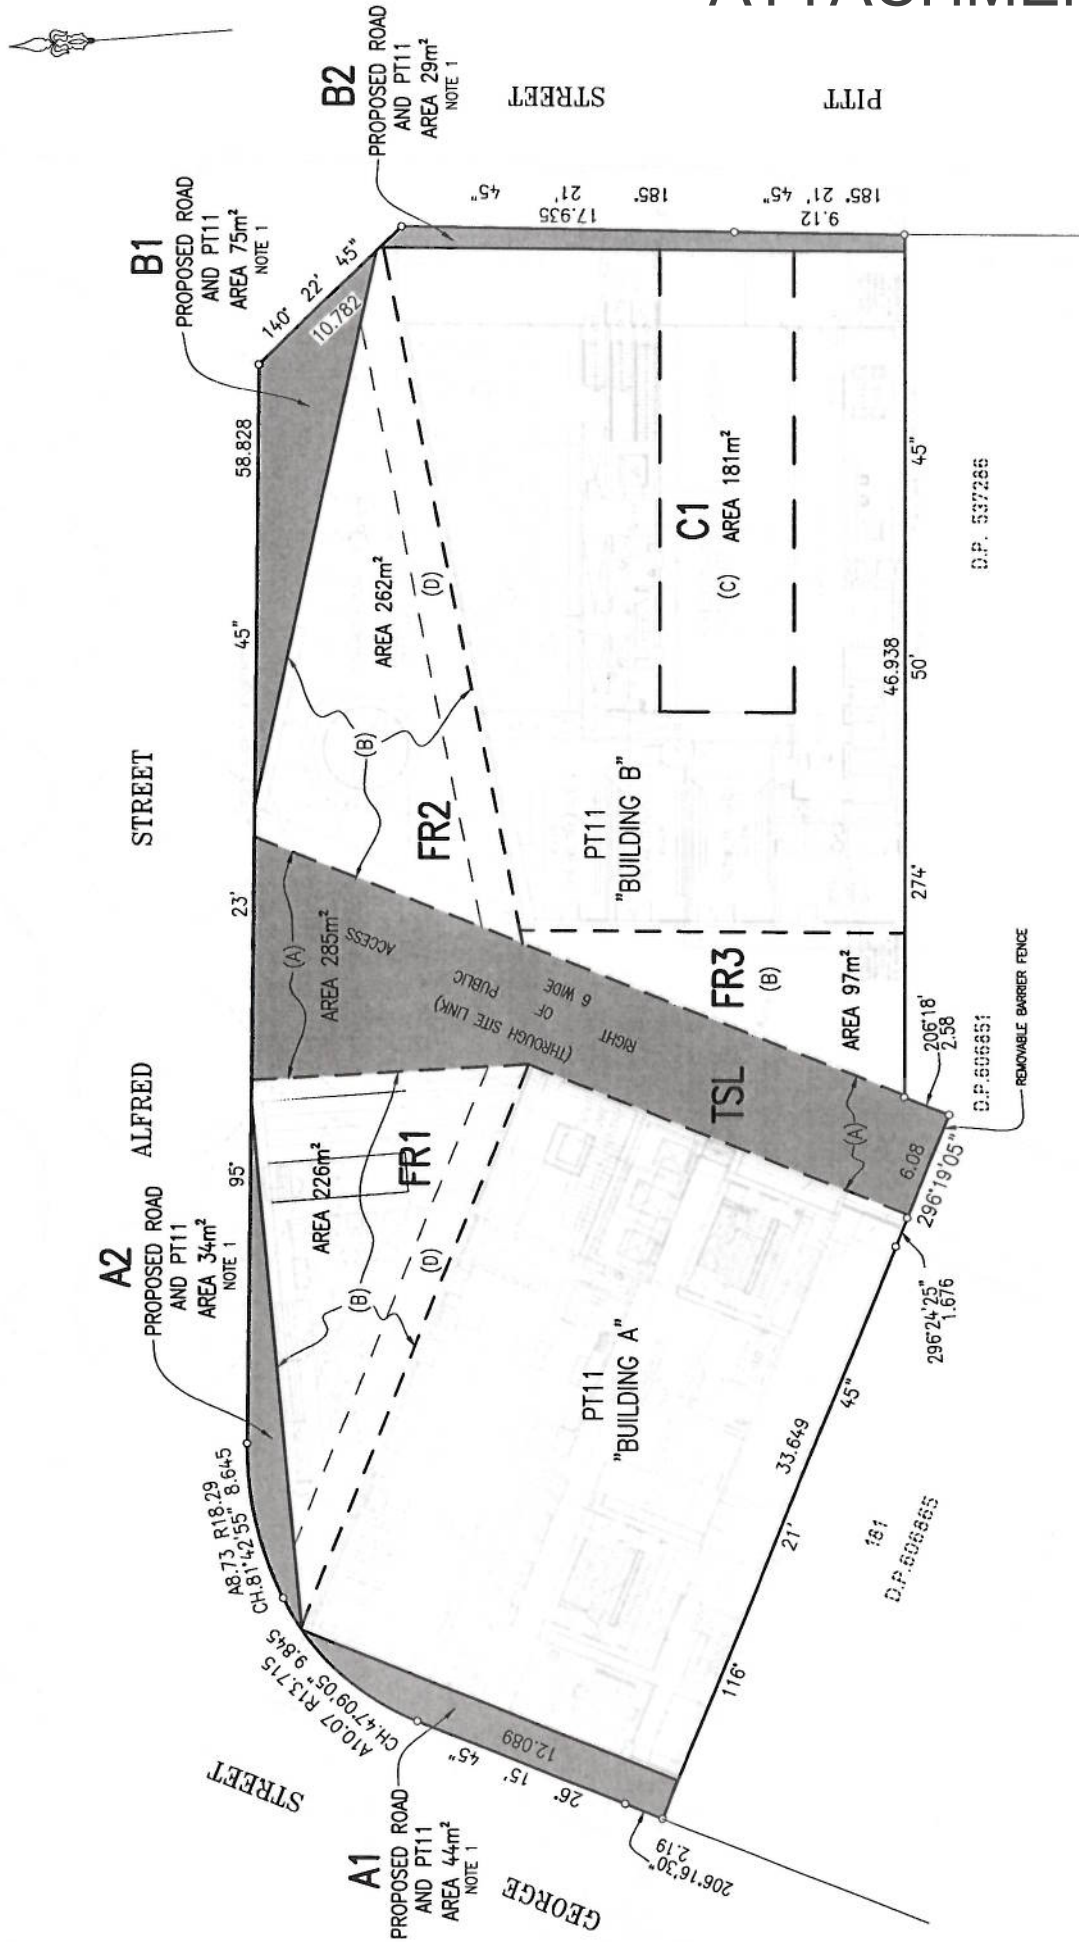 ATTACHMEN
B2
PROPOSED ROAD
AND PT11
AREA 29m²
NOTE 1
B1
PROPOSED ROAD
AND PT11
AREA 75m²
NOTE 1
STREET
PITT
140° 22' 45"
10.782
185° 21' 45"
17.935
185° 21' 45"
9.12
58.828
45"
AREA 262m²
(D)
(B)
FR2
C1
(C) AREA 181m²
45"
46.938
50'
274°
D.P. 537286
STREET
PT11
"BUILDING B"
23'
(A)
AREA 285m²
RIGHT OF PUBLIC ACCESS
6 WIDE
(THROUGH SITE LINK)
FR3
(B)
AREA 97m²
206°18'
2.58
D.P.606851
REMOVABLE BARRIER FENCE
TSL
(A)
6.08
296°19'05"
ALFRED
95°
A2
PROPOSED ROAD
AND PT11
AREA 34m²
NOTE 1
AREA 226m²
FR1
(B)
(D)
PT11
"BUILDING A"
296°24'25"
1.676
45"
33.649
21'
116°
181
D.P.606865
A8.73 R18.29
CH.81°42'55" 8.645
A10.07 R13.715
CH.47°09'05" 9.845
STREET
GEORGE
A1
PROPOSED ROAD
AND PT11
AREA 44m²
NOTE 1
26° 15' 45"
12.089
206°16'30"
2.19